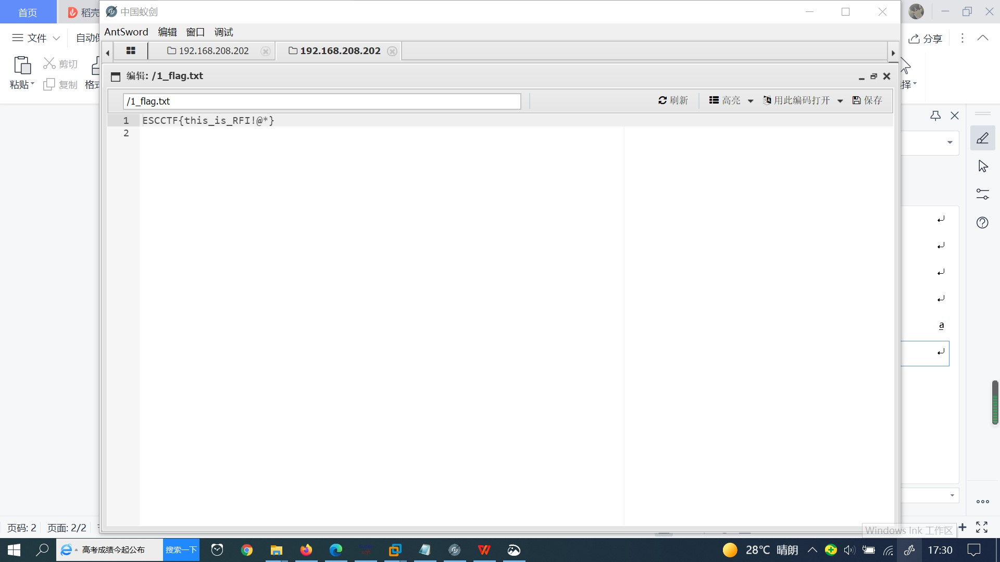 首页
稻壳
中国蚁剑
AntSword 编辑 窗口 调试
文件
自动保
分享
192.168.208.202
192.168.208.202
剪切
粘贴
复制
格式
择
编辑: /1_flag.txt
/1_flag.txt
刷新
高亮
用此编码打开
保存
1 ESCCTF{this_is_RFI!@*}
2
a
页码: 2 页面: 2/2
Windows Ink 工作区
高考成绩今起公布
搜索一下
28℃ 晴朗
17:30